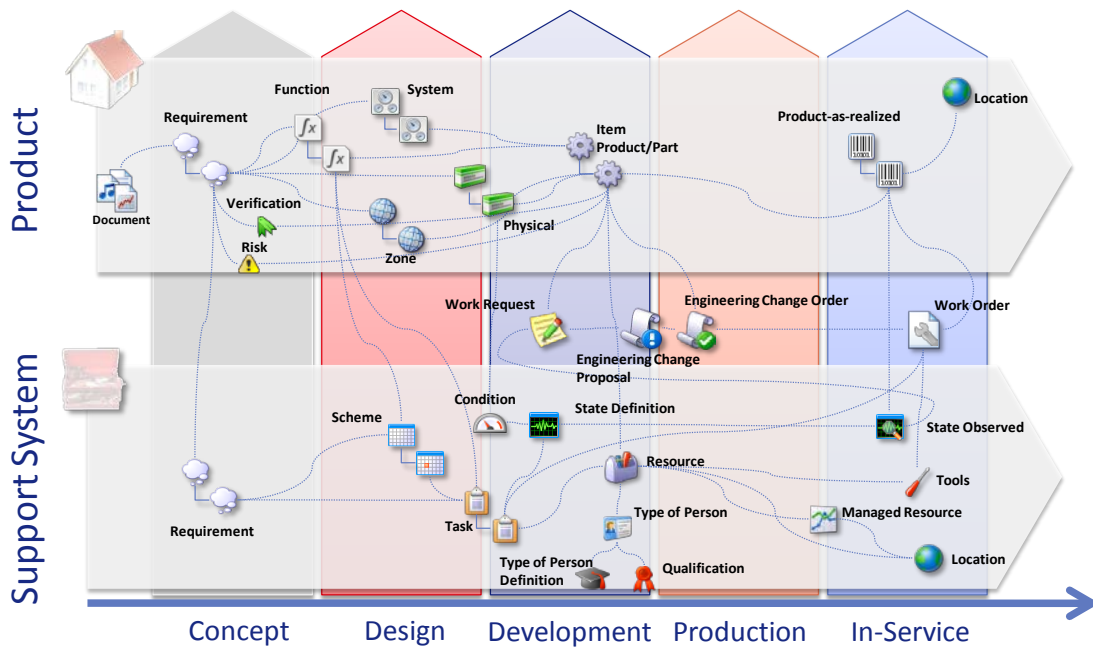 Product
Support System
Function
System
Requirement
Item
Product/Part
Product-as-realized
Location
Document
Verification
Risk
Zone
Physical
Work Request
Engineering Change Order
Work Order
Engineering Change
Proposal
Condition
State Definition
Scheme
State Observed
Resource
Tools
Requirement
Task
Type of Person
Managed Resource
Type of Person
Definition
Qualification
Location
Concept
Design
Development
Production
In-Service